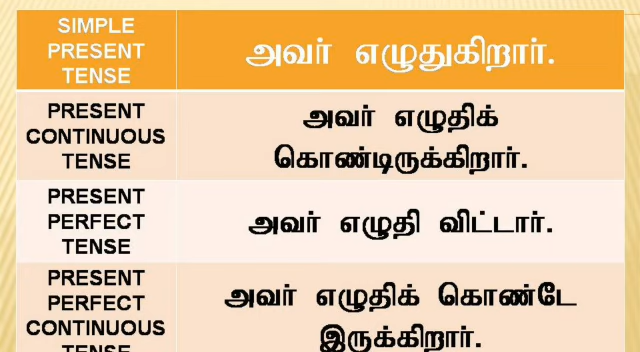 SIMPLE
PRESENT
TENSE
அவர் எழுதுகிறார்.
PRESENT
CONTINUOUS
TENSE
அவர் எழுதிக்
கொண்டிருக்கிறார்.
PRESENT
PERFECT
TENSE
அவர் எழுதி விட்டார்.
PRESENT
PERFECT
CONTINUOUS
TENSE
அவர் எழுதிக் கொண்டே
இருக்கிறார்.